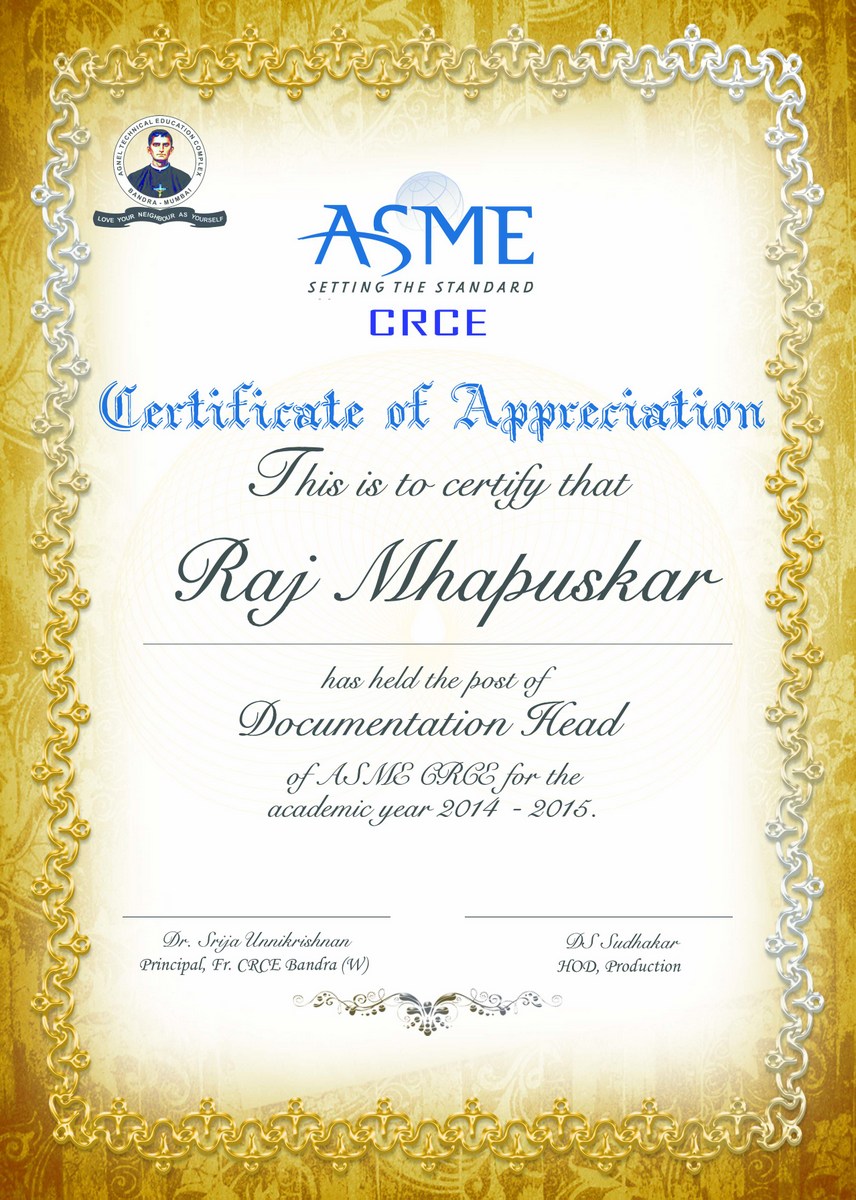 AGNEL TECHNICAL EDUCATION COMPLEX
BANDRA - MUMBAI
LOVE YOUR NEIGHBOUR AS YOURSELF
ASME
SETTING THE STANDARD
CRCE
Certificate of Appreciation
This is to certify that
Raj Mhapuskar
has held the post of
Documentation Head
of ASME CRCE for the
academic year 2014 - 2015.
Dr. Srija Unnikrishnan
Principal, Fr. CRCE Bandra (W)
DS Sudhakar
HOD, Production